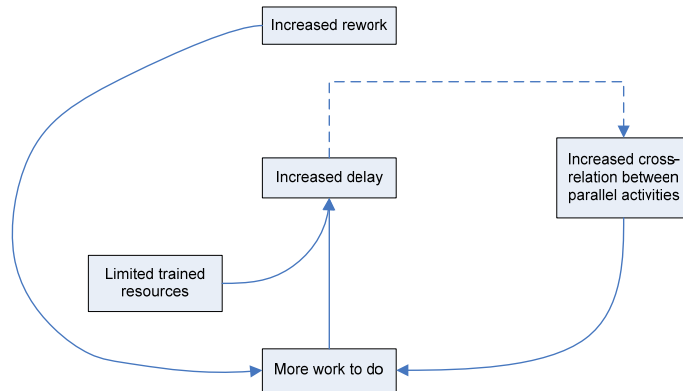 Increased rework
Increased delay
Increased cross-
relation between
parallel activities
Limited trained
resources
More work to do